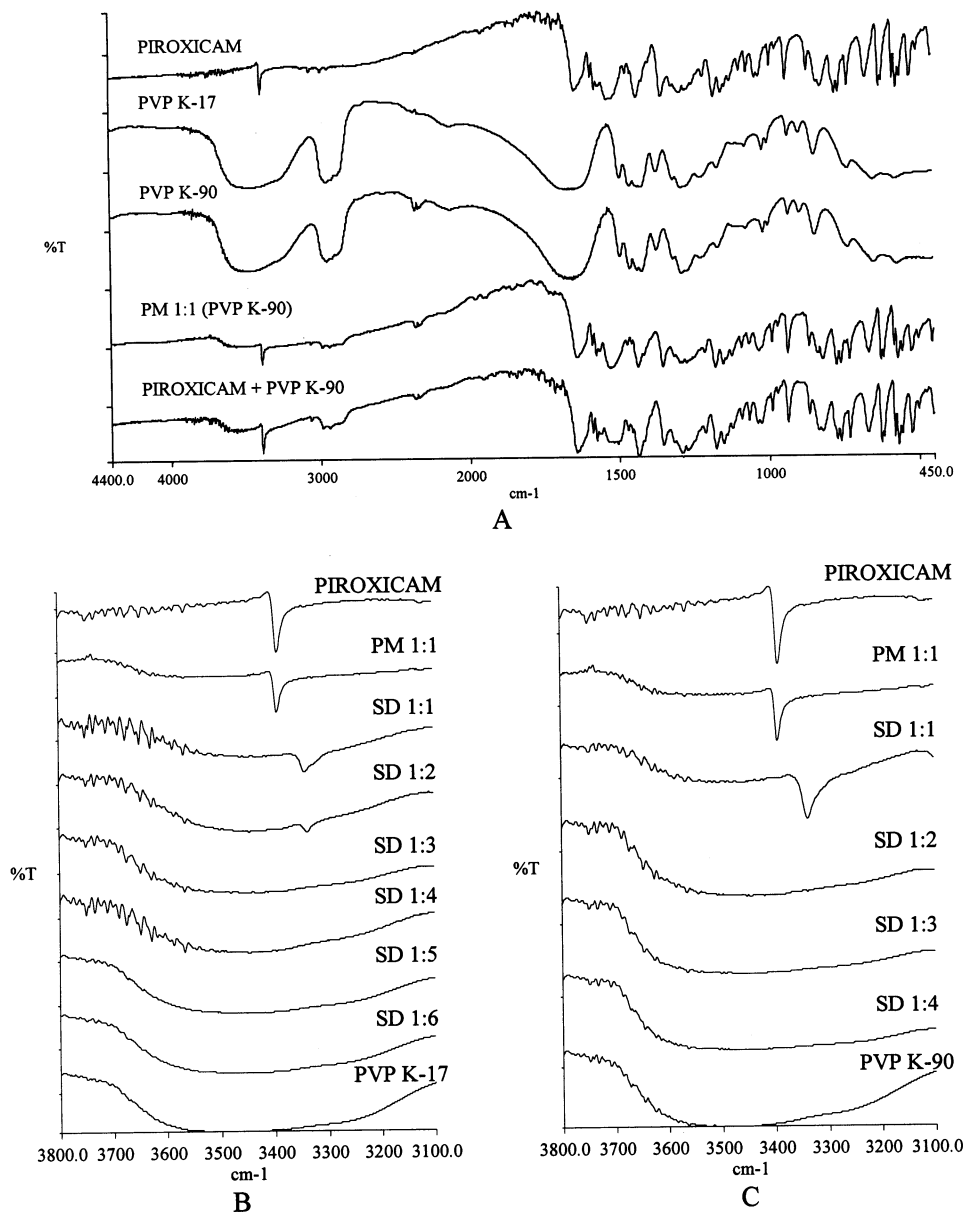 PIROXICAM
PVP K-17
PVP K-90
%T
PM 1:1 (PVP K-90)
PIROXICAM + PVP K-90
4400.0 4000 3000 2000 1500 1000 450.0
cm-1
A
PIROXICAM
PM 1:1
SD 1:1
SD 1:2
SD 1:3
%T
SD 1:4
SD 1:5
SD 1:6
PVP K-17
3800.0 3700 3600 3500 3400 3300 3200 3100.0
cm-1
B
PIROXICAM
PM 1:1
SD 1:1
SD 1:2
%T
SD 1:3
SD 1:4
PVP K-90
3800.0 3700 3600 3500 3400 3300 3200 3100.0
cm-1
C